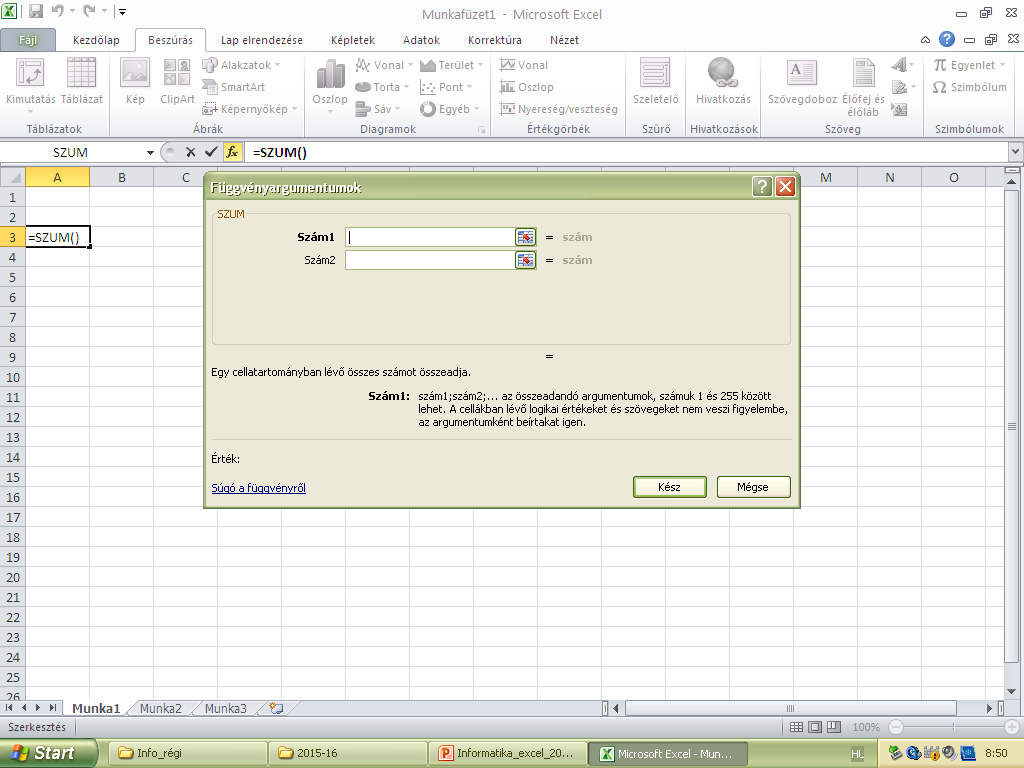 Munkafüzet1 - Microsoft Excel
Fájl Kezdőlap Beszúrás Lap elrendezése Képletek Adatok Korrektúra Nézet
Kimutatás Táblázat Kép ClipArt Alakzatok SmartArt Képernyőkép
Oszlop Vonal Torta Sáv Terület Pont Egyéb
Vonal Oszlop Nyereség/veszteség
Szeletelő Hivatkozás Szövegdoboz Élőfej és élőláb
Egyenlet Szimbólum
Táblázatok Ábrák Diagramok Értékgörbék Szűrő Hivatkozások Szöveg Szimbólumok
SZUM fx =SZUM()
A B C M N O
Függvényargumentumok
1
2
3 =SZUM()
4
5
6
7
8
9
10
11
12
13
14
15
16
17
18
19
20
21
22
23
24
25
26
SZUM
Szám1 = szám
Szám2 = szám
=
Egy cellatartományban lévő összes számot összeadja.
Szám1: szám1;szám2;... az összeadandó argumentumok, számuk 1 és 255 között
lehet. A cellákban lévő logikai értékeket és szövegeket nem veszi figyelembe,
az argumentumként beírtakat igen.
Érték:
Súgó a függvényről Kész Mégse
Munka1 Munka2 Munka3
Szerkesztés 100%
Start Info_régi 2015-16 Informatika_excel_20... Microsoft Excel - Mun... HL 8:50